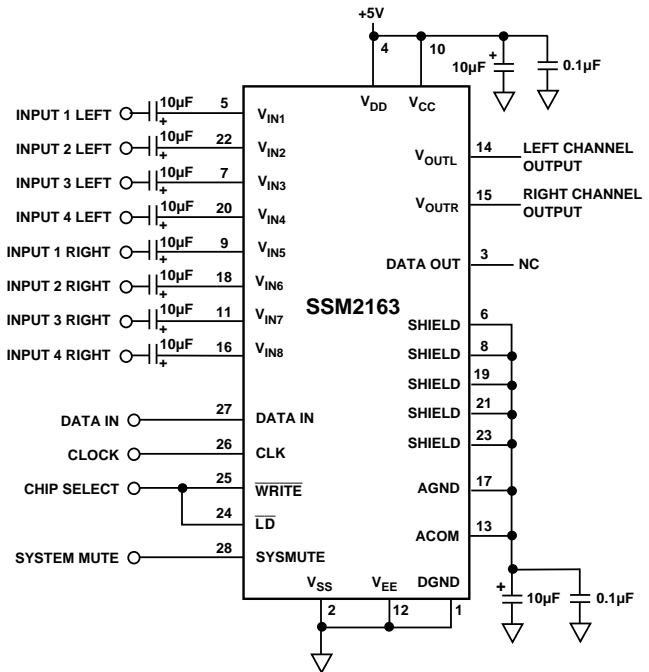 +5V
4 10
10µF 0.1µF
+
VDD VCC
INPUT 1 LEFT 10µF + 5 VIN1
INPUT 2 LEFT 10µF + 22 VIN2
INPUT 3 LEFT 10µF + 7 VIN3
INPUT 4 LEFT 10µF + 20 VIN4
INPUT 1 RIGHT 10µF + 9 VIN5
INPUT 2 RIGHT 10µF + 18 VIN6
INPUT 3 RIGHT 10µF + 11 VIN7
INPUT 4 RIGHT 10µF + 16 VIN8
DATA IN 27 DATA IN
CLOCK 26 CLK
CHIP SELECT 25 WRITE
24 LD
SYSTEM MUTE 28 SYSMUTE
SSM2163
VOUTL 14 LEFT CHANNEL
OUTPUT
VOUTR 15 RIGHT CHANNEL
OUTPUT
DATA OUT 3 NC
SHIELD 6
SHIELD 8
SHIELD 19
SHIELD 21
SHIELD 23
AGND 17
ACOM 13
+ 10µF 0.1µF
VSS VEE DGND
2 12 1